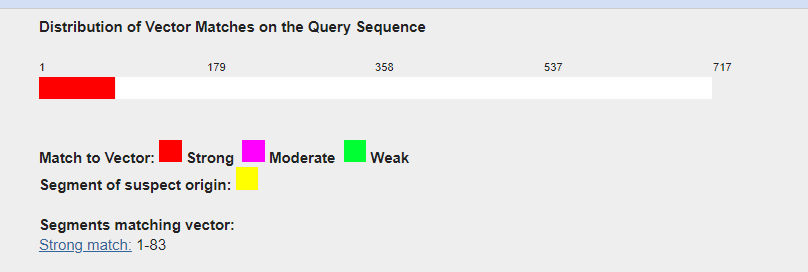 Distribution of Vector Matches on the Query Sequence
1 179 358 537 717
Match to Vector: Strong Moderate Weak
Segment of suspect origin:
Segments matching vector:
Strong match: 1-83